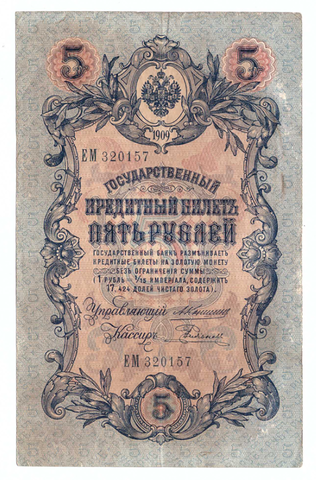 5 5
1909
ЕМ 320157
ГОСУДАРСТВЕННЫЙ
КРЕДИТНЫЙ БИЛЕТЪ
ПЯТЬ РУБЛЕЙ
ГОСУДАРСТВЕННЫЙ БАНКЪ РАЗМѢНИВАЕТЪ
КРЕДИТНЫЕ БИЛЕТЫ НА ЗОЛОТУЮ МОНЕТУ
БЕЗЪ ОГРАНИЧЕНІЯ СУММЫ
(1 РУБЛЬ = 1/15 ИМПЕРІАЛА, СОДЕРЖИТЪ
17,424 ДОЛЕЙ ЧИСТАГО ЗОЛОТА).
Управляющій
Кассиръ
ЕМ 320157
5